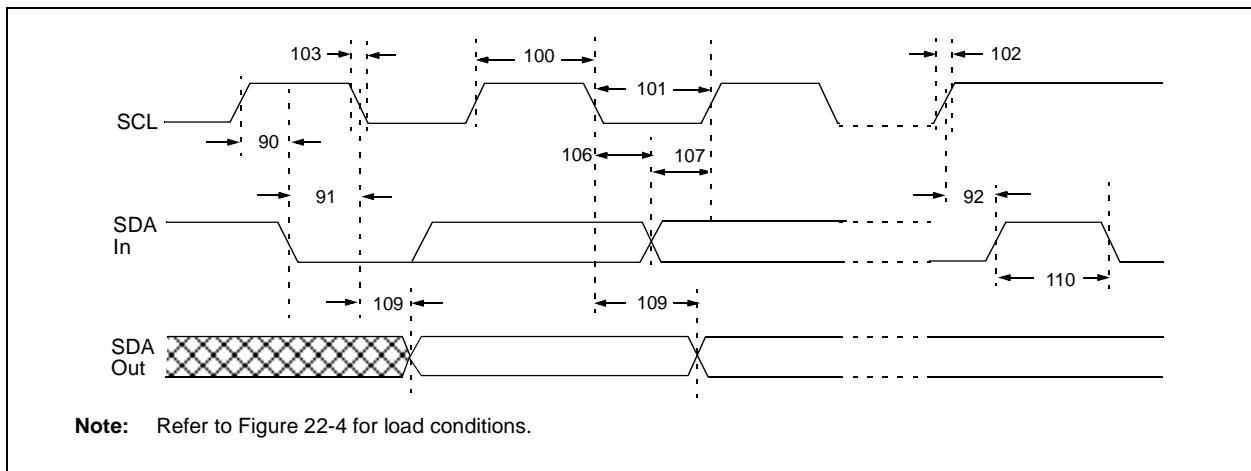 103
100
102
101
SCL
90
106
107
91
92
SDA
In
109
109
110
SDA
Out
Note: Refer to Figure 22-4 for load conditions.